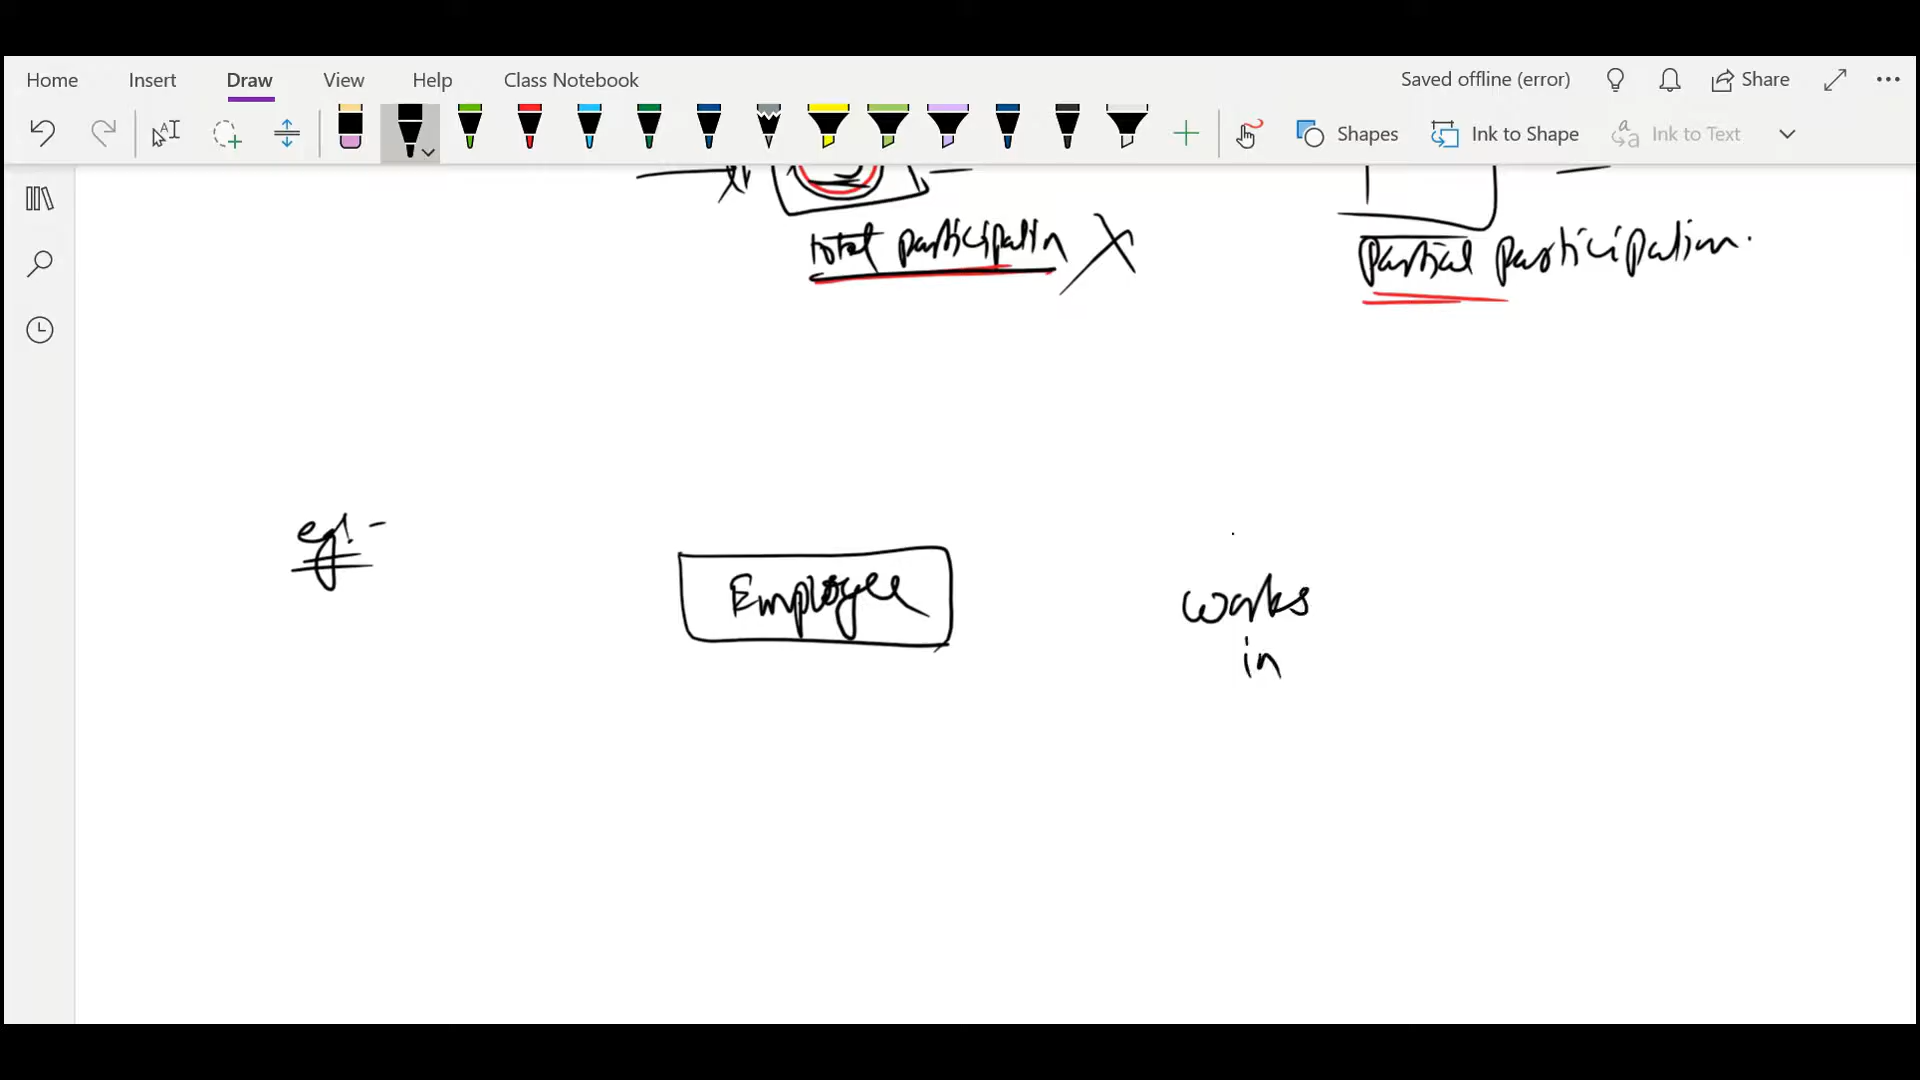 Home Insert Draw View Help Class Notebook Saved offline (error) Share
Shapes Ink to Shape Ink to Text
total participatin X
partial participation.
eg! -
Employee
works
in